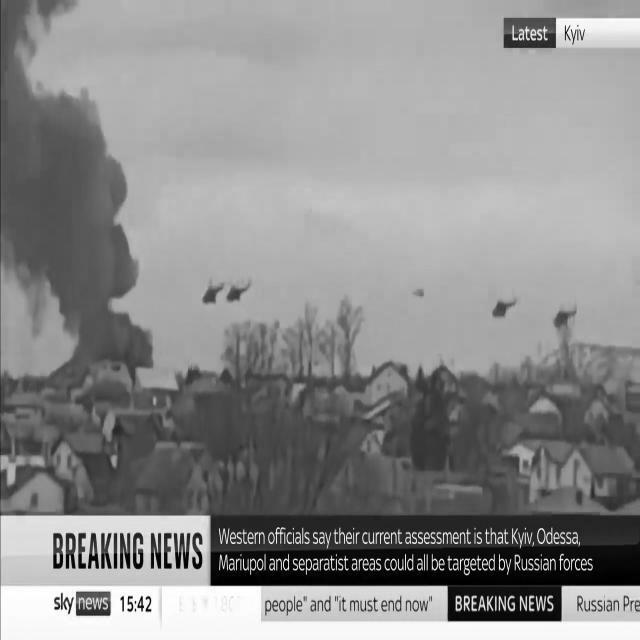 Latest Kyiv
BREAKING NEWS
Western officials say their current assessment is that Kyiv, Odessa,
Mariupol and separatist areas could all be targeted by Russian forces
sky news 15:42 people" and "it must end now" BREAKING NEWS Russian Pre